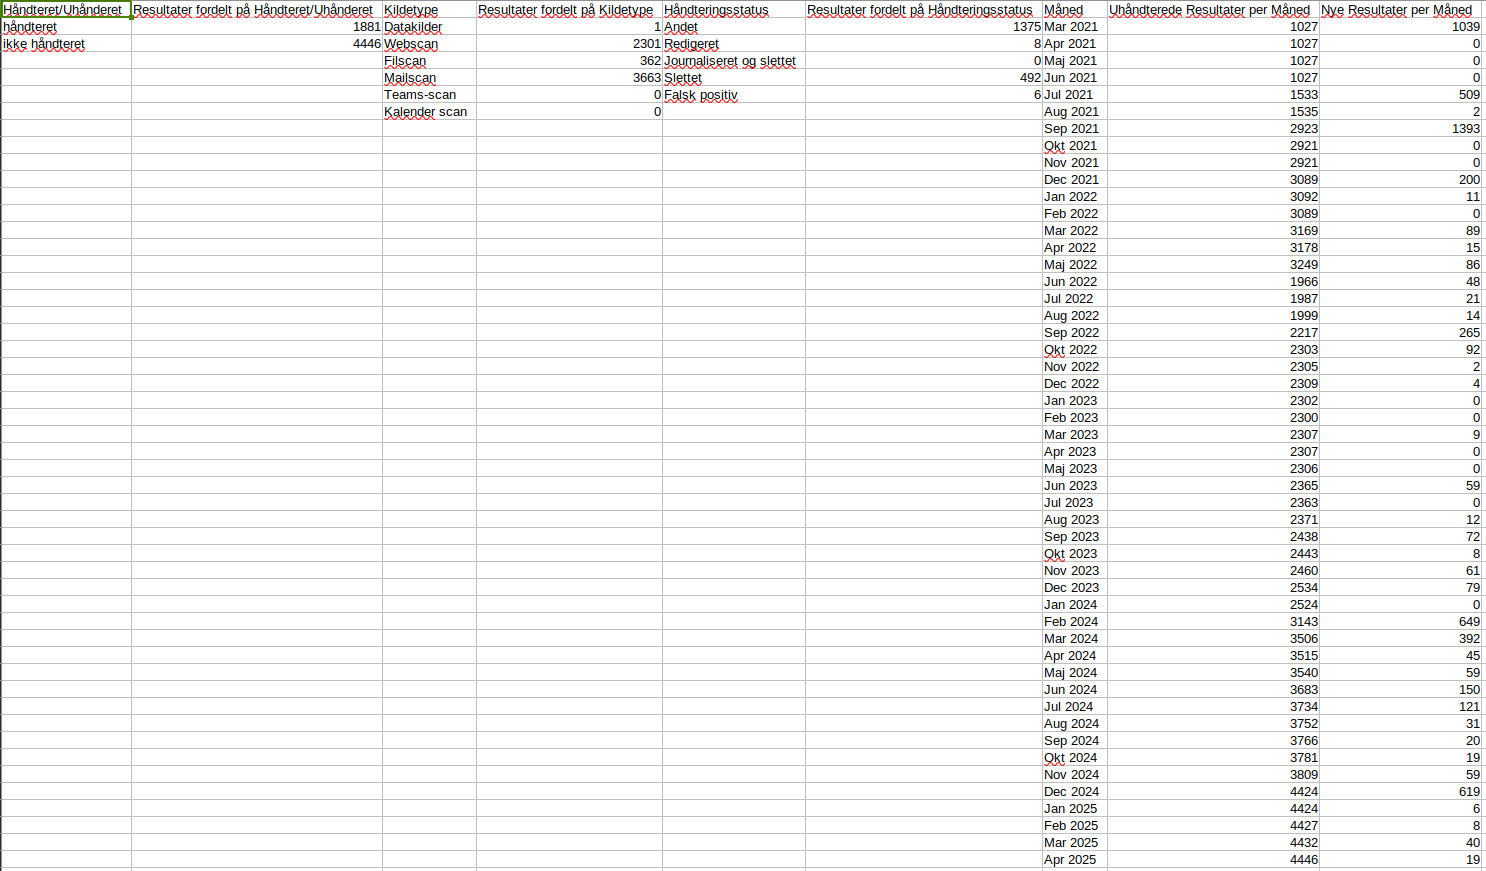 Håndteret/Uhånderet Resultater fordelt på Håndteret/Uhånderet Kildetype Resultater fordelt på Kildetype Håndteringsstatus Resultater fordelt på Håndteringsstatus Måned Uhåndterede Resultater per Måned Nye Resultater per Måned
håndteret 1881 Datakilder 1 Andet 1375 Mar 2021 1027 1039
ikke håndteret 4446 Webscan 2301 Redigeret 8 Apr 2021 1027 0
Filscan 362 Journaliseret og slettet 0 Maj 2021 1027 0
Mailscan 3663 Slettet 492 Jun 2021 1027 0
Teams-scan 0 Falsk positiv 6 Jul 2021 1533 509
Kalender scan 0 Aug 2021 1535 2
Sep 2021 2923 1393
Okt 2021 2921 0
Nov 2021 2921 0
Dec 2021 3089 200
Jan 2022 3092 11
Feb 2022 3089 0
Mar 2022 3169 89
Apr 2022 3178 15
Maj 2022 3249 86
Jun 2022 1966 48
Jul 2022 1987 21
Aug 2022 1999 14
Sep 2022 2217 265
Okt 2022 2303 92
Nov 2022 2305 2
Dec 2022 2309 4
Jan 2023 2302 0
Feb 2023 2300 0
Mar 2023 2307 9
Apr 2023 2307 0
Maj 2023 2306 0
Jun 2023 2365 59
Jul 2023 2363 0
Aug 2023 2371 12
Sep 2023 2438 72
Okt 2023 2443 8
Nov 2023 2460 61
Dec 2023 2534 79
Jan 2024 2524 0
Feb 2024 3143 649
Mar 2024 3506 392
Apr 2024 3515 45
Maj 2024 3540 59
Jun 2024 3683 150
Jul 2024 3734 121
Aug 2024 3752 31
Sep 2024 3766 20
Okt 2024 3781 19
Nov 2024 3809 59
Dec 2024 4424 619
Jan 2025 4424 6
Feb 2025 4427 8
Mar 2025 4432 40
Apr 2025 4446 19